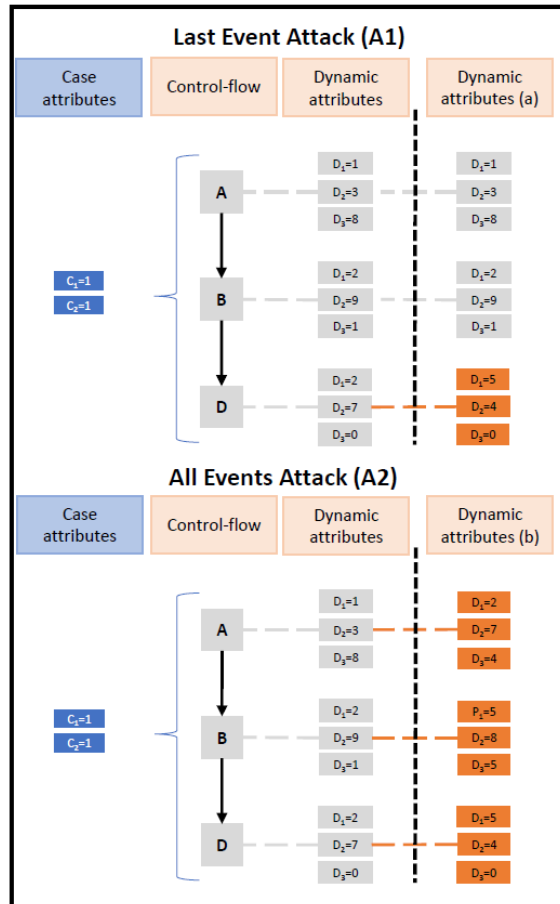 Last Event Attack (A1)
Case
attributes
Control-flow
Dynamic
attributes
Dynamic
attributes (a)
A
D₁=1
D₂=3
D₃=8
D₁=1
D₂=3
D₃=8
C₁=1
C₂=1
B
D₁=2
D₂=9
D₃=1
D₁=2
D₂=9
D₃=1
D
D₁=2
D₂=7
D₃=0
D₁=5
D₂=4
D₃=0
All Events Attack (A2)
Case
attributes
Control-flow
Dynamic
attributes
Dynamic
attributes (b)
A
D₁=1
D₂=3
D₃=8
D₁=2
D₂=7
D₃=4
C₁=1
C₂=1
B
D₁=2
D₂=9
D₃=1
P₁=5
D₂=8
D₃=5
D
D₁=2
D₂=7
D₃=0
D₁=5
D₂=4
D₃=0